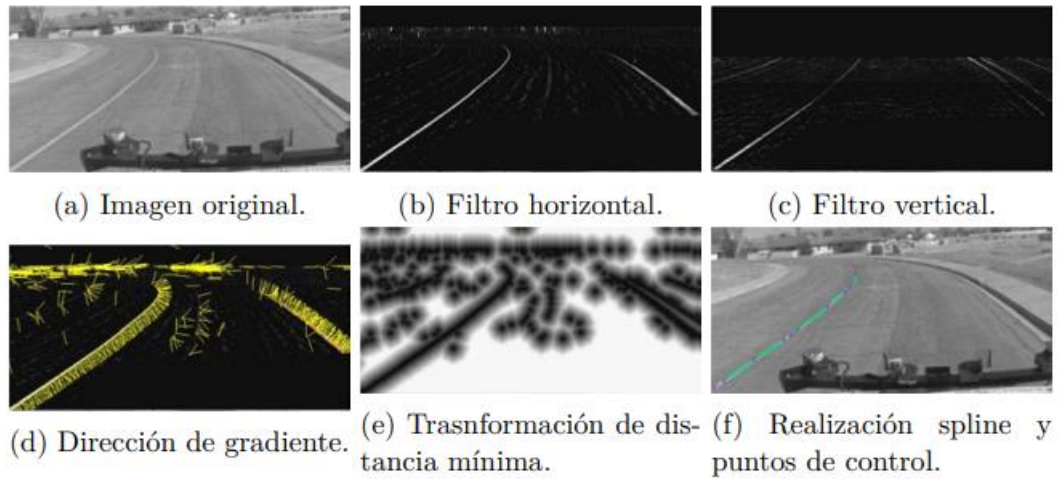 (a) Imagen original.
(b) Filtro horizontal.
(c) Filtro vertical.
(d) Dirección de gradiente.
(e) Trasnformación de dis-
tancia mínima.
(f) Realización spline y
puntos de control.